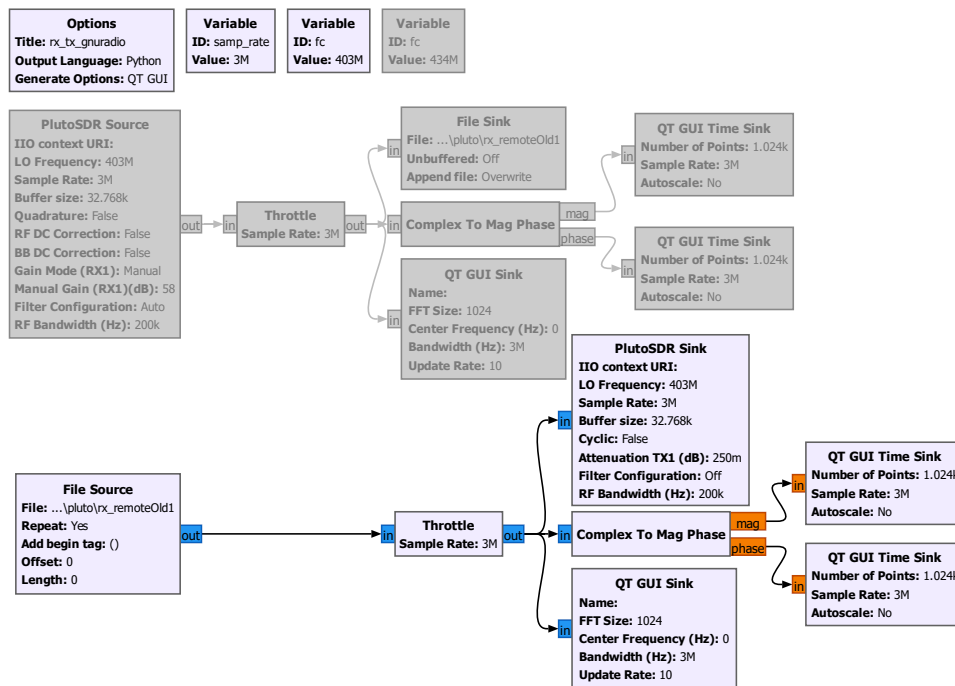 Options
Title: rx_tx_gnuradio
Output Language: Python
Generate Options: QT GUI
Variable
ID: samp_rate
Value: 3M
Variable
ID: fc
Value: 403M
Variable
ID: fc
Value: 434M
PlutoSDR Source
IIO context URI:
LO Frequency: 403M
Sample Rate: 3M
Buffer size: 32.768k
Quadrature: False
RF DC Correction: False
BB DC Correction: False
Gain Mode (RX1): Manual
Manual Gain (RX1)(dB): 58
Filter Configuration: Auto
RF Bandwidth (Hz): 200k
out
in
Throttle
Sample Rate: 3M
out
in
File Sink
File: ...\pluto\rx_remoteOld1
Unbuffered: Off
Append file: Overwrite
in
Complex To Mag Phase
mag
phase
in
QT GUI Sink
Name:
FFT Size: 1024
Center Frequency (Hz): 0
Bandwidth (Hz): 3M
Update Rate: 10
in
QT GUI Time Sink
Number of Points: 1.024k
Sample Rate: 3M
Autoscale: No
in
QT GUI Time Sink
Number of Points: 1.024k
Sample Rate: 3M
Autoscale: No
File Source
File: ...\pluto\rx_remoteOld1
Repeat: Yes
Add begin tag: ()
Offset: 0
Length: 0
out
in
Throttle
Sample Rate: 3M
out
in
PlutoSDR Sink
IIO context URI:
LO Frequency: 403M
Sample Rate: 3M
Buffer size: 32.768k
Cyclic: False
Attenuation TX1 (dB): 250m
Filter Configuration: Off
RF Bandwidth (Hz): 200k
in
Complex To Mag Phase
mag
phase
in
QT GUI Sink
Name:
FFT Size: 1024
Center Frequency (Hz): 0
Bandwidth (Hz): 3M
Update Rate: 10
in
QT GUI Time Sink
Number of Points: 1.024k
Sample Rate: 3M
Autoscale: No
in
QT GUI Time Sink
Number of Points: 1.024k
Sample Rate: 3M
Autoscale: No